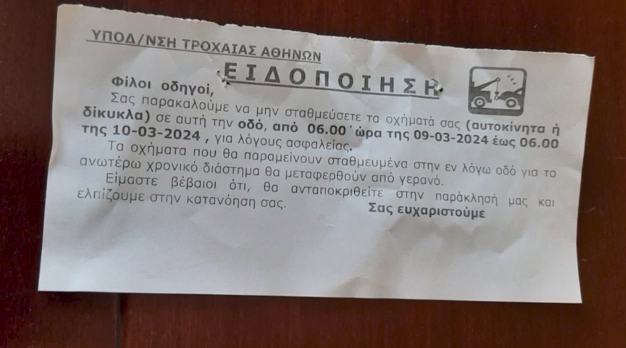 ΥΠΟΔ/ΝΣΗ ΤΡΟΧΑΙΑΣ ΑΘΗΝΩΝ
ΕΙΔΟΠΟΙΗΣΗ
Φίλοι οδηγοί,
Σας παρακαλούμε να μην σταθμεύσετε τα οχήματά σας (αυτοκίνητα ή
δίκυκλα) σε αυτή την οδό, από 06.00 ώρα της 09-03-2024 έως 06.00
της 10-03-2024 , για λόγους ασφαλείας.
Τα οχήματα που θα παραμείνουν σταθμευμένα στην εν λόγω οδό για το
ανωτέρω χρονικό διάστημα θα μεταφερθούν από γερανό.
Είμαστε βέβαιοι ότι, θα ανταποκριθείτε στην παράκλησή μας και
ελπίζουμε στην κατανόηση σας.
Σας ευχαριστούμε